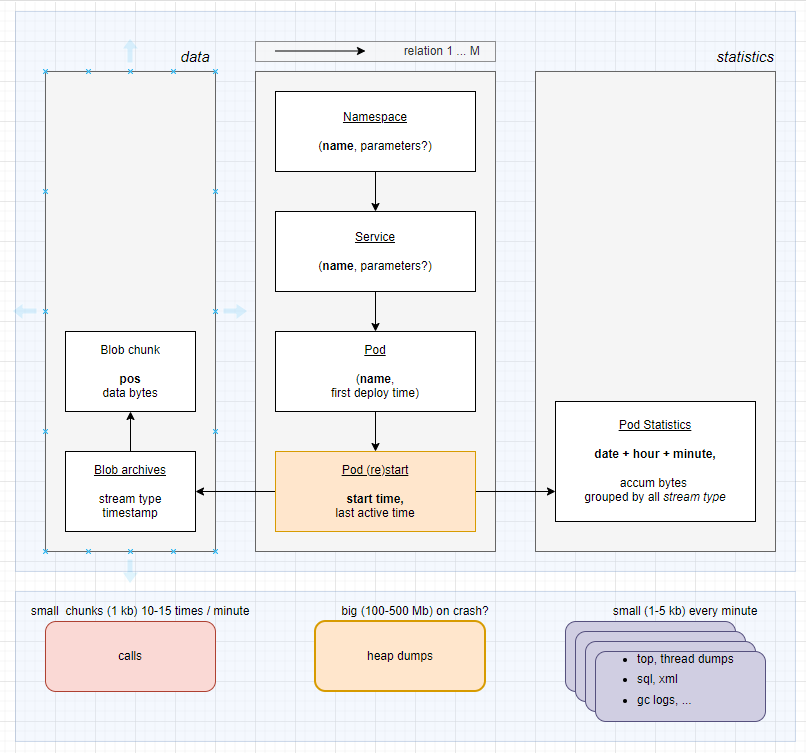 relation 1 ... M
data
statistics
Namespace
(name, parameters?)
Service
(name, parameters?)
Blob chunk
pos
data bytes
Pod
(name,
first deploy time)
Blob archives
stream type
timestamp
Pod (re)start
start time,
last active time
Pod Statistics
date + hour + minute,
accum bytes
grouped by all stream type
small chunks (1 kb) 10-15 times / minute
calls
big (100-500 Mb) on crash?
heap dumps
small (1-5 kb) every minute
• top, thread dumps
• sql, xml
• gc logs, ...